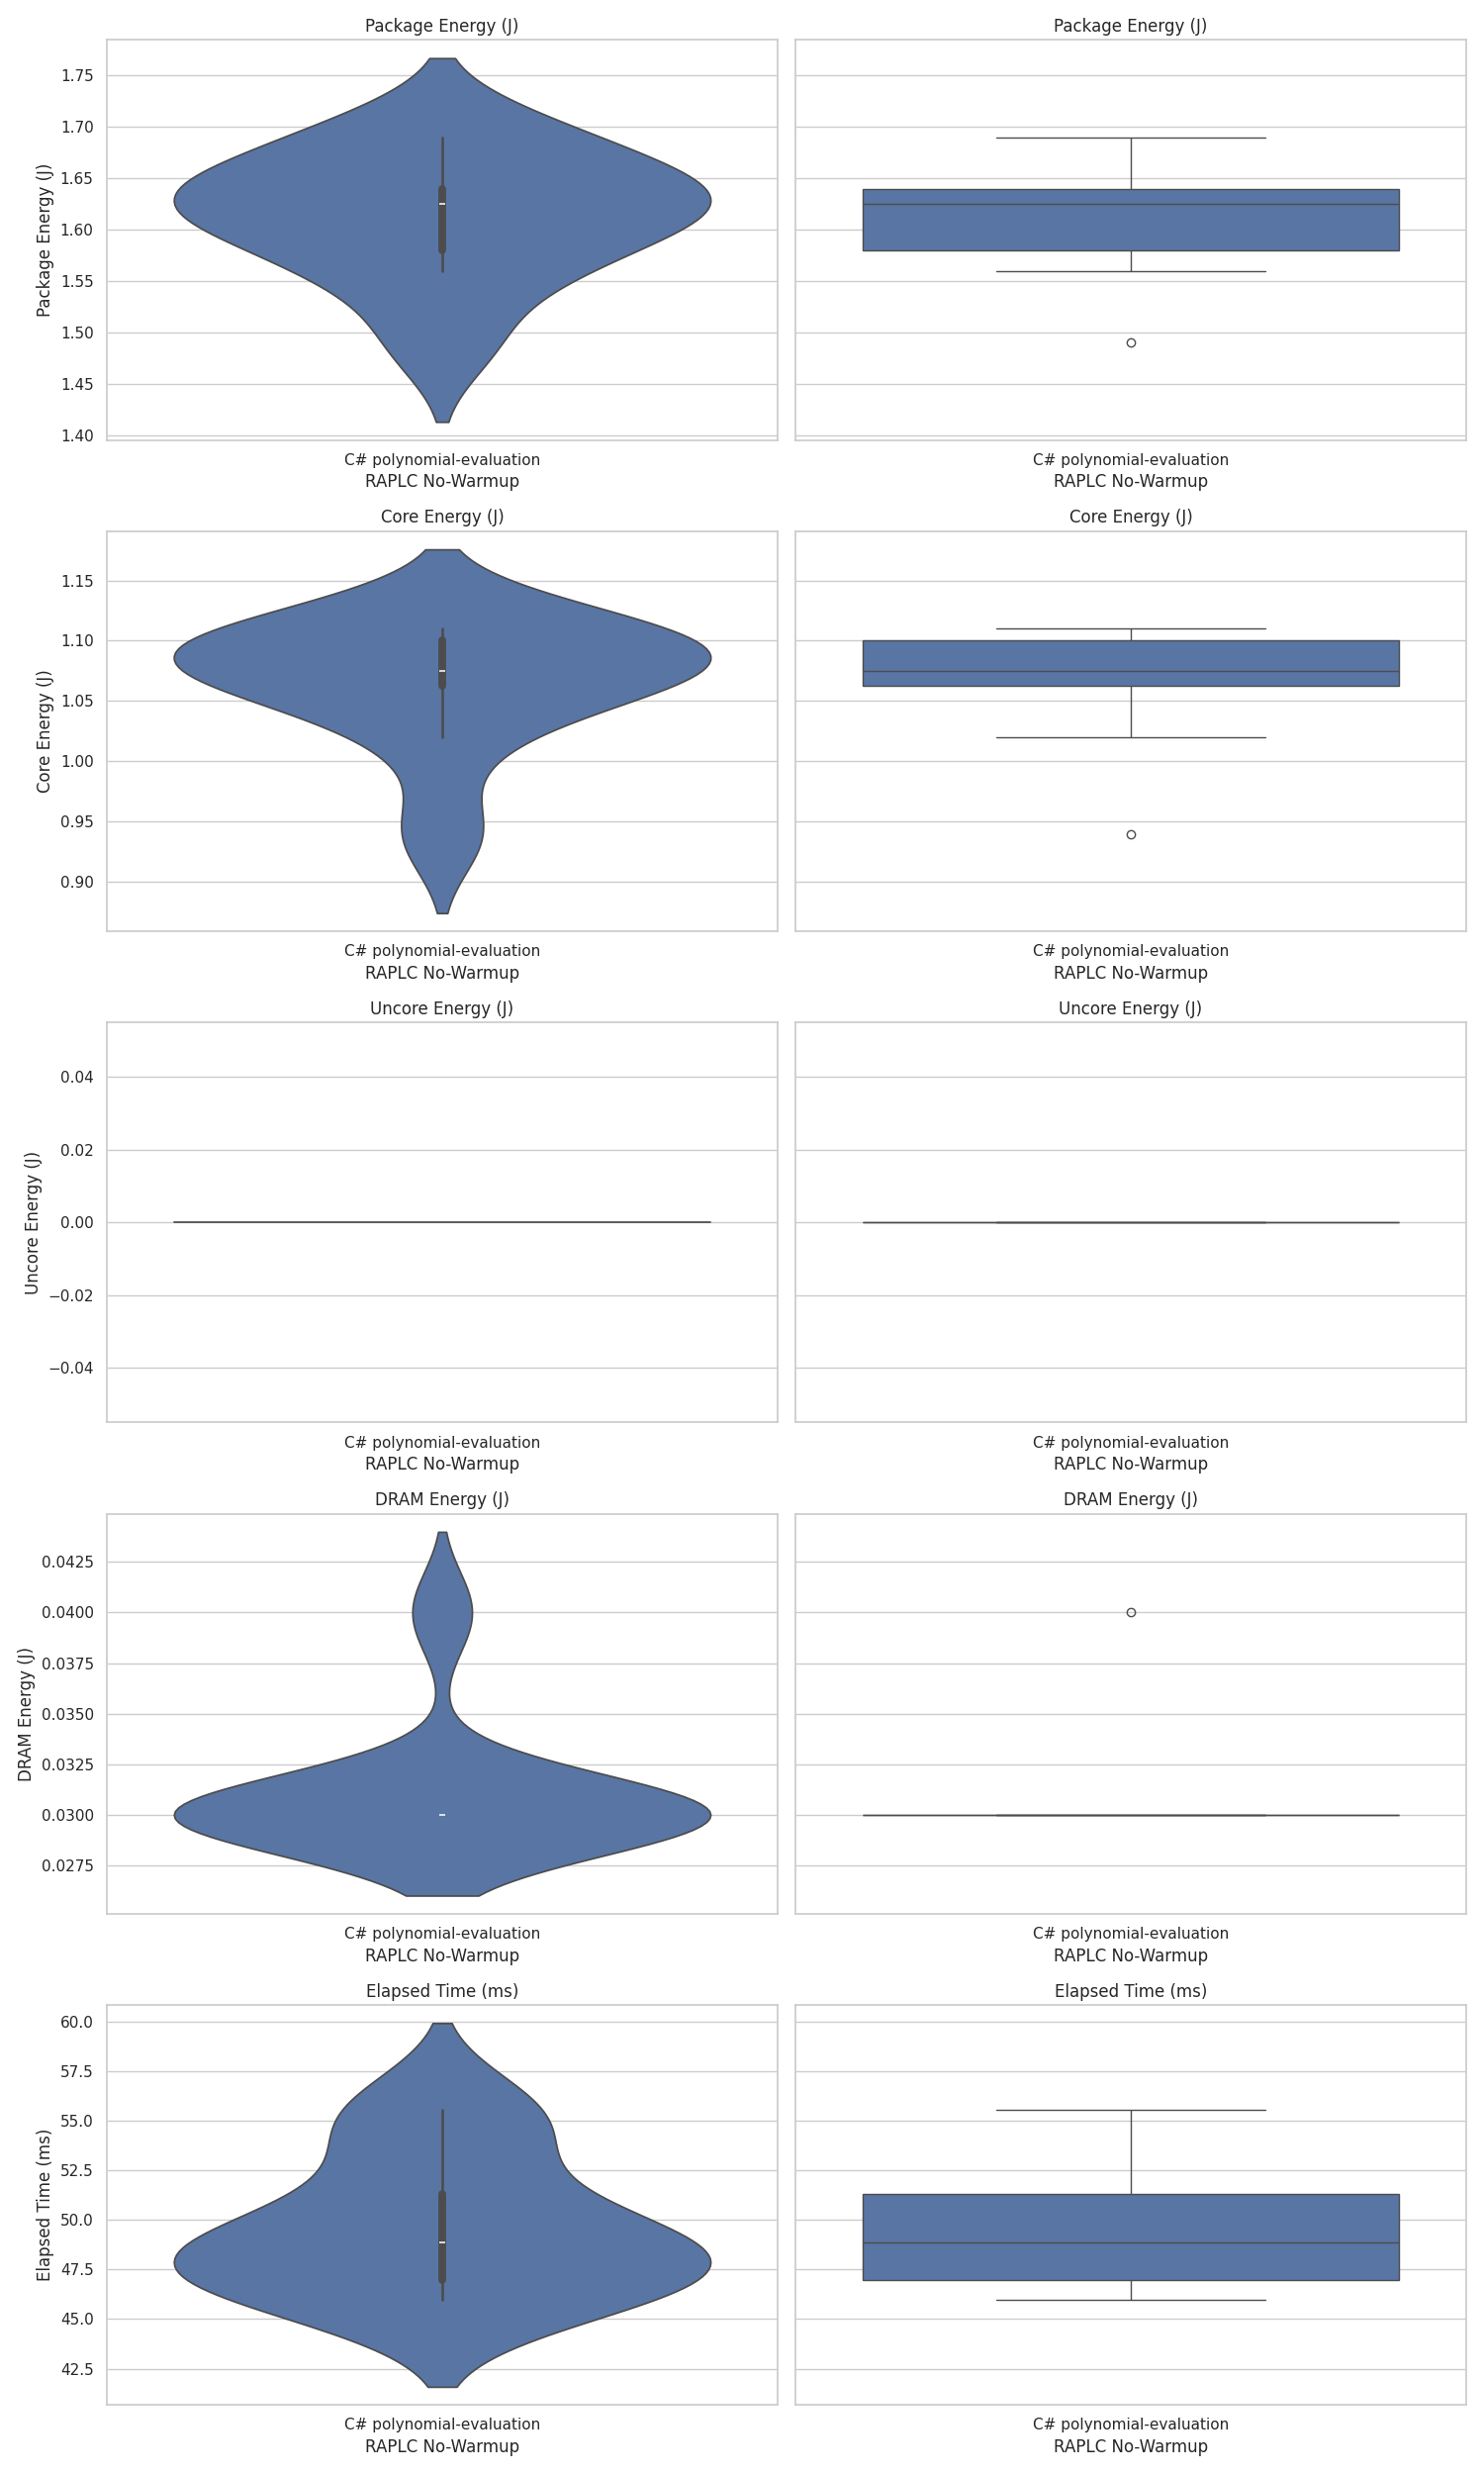 Package Energy (J)
Package Energy (J)
Package Energy (J)
1.75
1.70
1.65
1.60
1.55
1.50
1.45
1.40
C# polynomial-evaluation
RAPLC No-Warmup
C# polynomial-evaluation
RAPLC No-Warmup
Core Energy (J)
Core Energy (J)
Core Energy (J)
1.15
1.10
1.05
1.00
0.95
0.90
C# polynomial-evaluation
RAPLC No-Warmup
C# polynomial-evaluation
RAPLC No-Warmup
Uncore Energy (J)
Uncore Energy (J)
Uncore Energy (J)
0.04
0.02
0.00
−0.02
−0.04
C# polynomial-evaluation
RAPLC No-Warmup
C# polynomial-evaluation
RAPLC No-Warmup
DRAM Energy (J)
DRAM Energy (J)
DRAM Energy (J)
0.0425
0.0400
0.0375
0.0350
0.0325
0.0300
0.0275
C# polynomial-evaluation
RAPLC No-Warmup
C# polynomial-evaluation
RAPLC No-Warmup
Elapsed Time (ms)
Elapsed Time (ms)
Elapsed Time (ms)
60.0
57.5
55.0
52.5
50.0
47.5
45.0
42.5
C# polynomial-evaluation
RAPLC No-Warmup
C# polynomial-evaluation
RAPLC No-Warmup